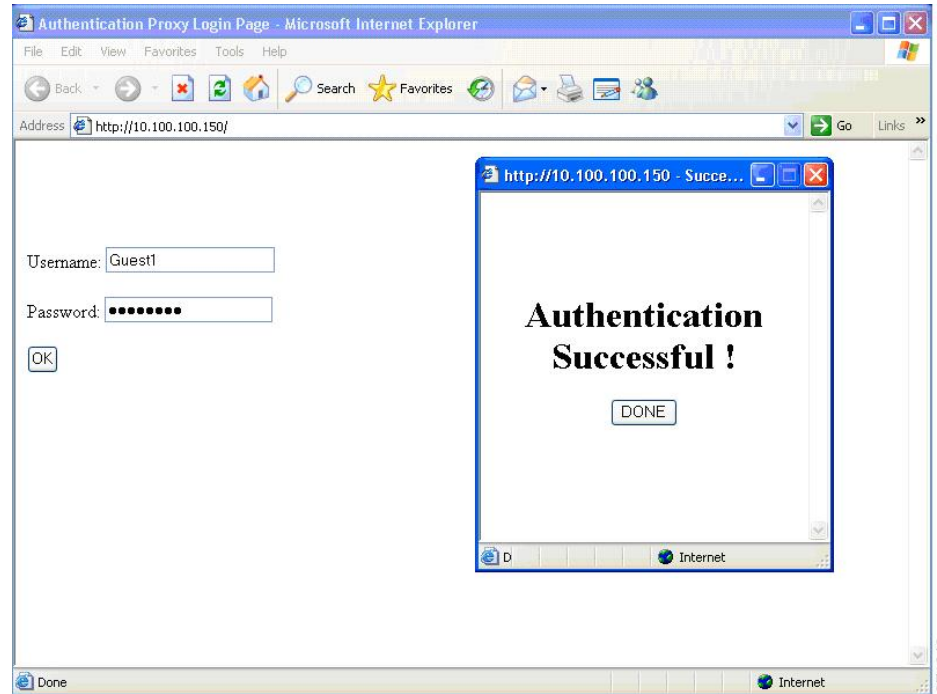 Authentication Proxy Login Page - Microsoft Internet Explorer
File Edit View Favorites Tools Help
Back Search Favorites
Address http://10.100.100.150/ Go Links »
http://10.100.100.150 - Succe...
Username: Guest1
Password: ••••••••
OK
Authentication
Successful !
DONE
D Internet
Done Internet